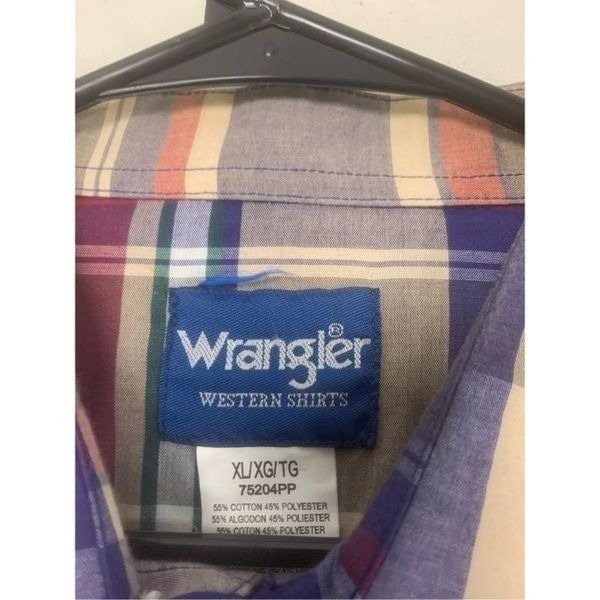 Wrangler®
WESTERN SHIRTS
XL/XG/TG
75204PP
55% COTTON 45% POLYESTER
55% ALGODON 45% POLIESTER
55% COTON 45% POLYESTER